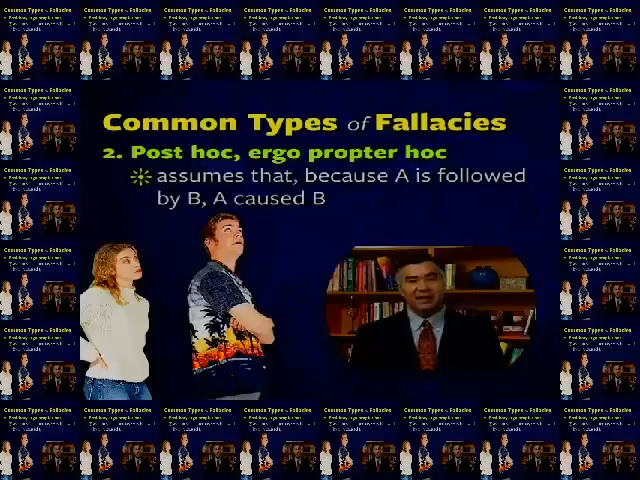 Common Types of Fallacies
2. Post hoc, ergo propter hoc
assumes that, because A is followed
by B, A caused B